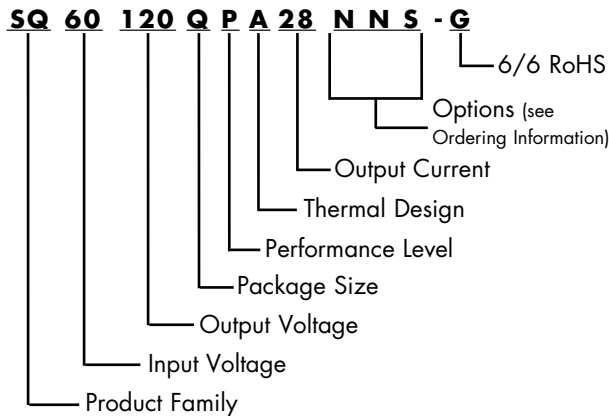 SQ 60 120 Q P A 28 N N S - G
6/6 RoHS
Options (see
Ordering Information)
Output Current
Thermal Design
Performance Level
Package Size
Output Voltage
Input Voltage
Product Family